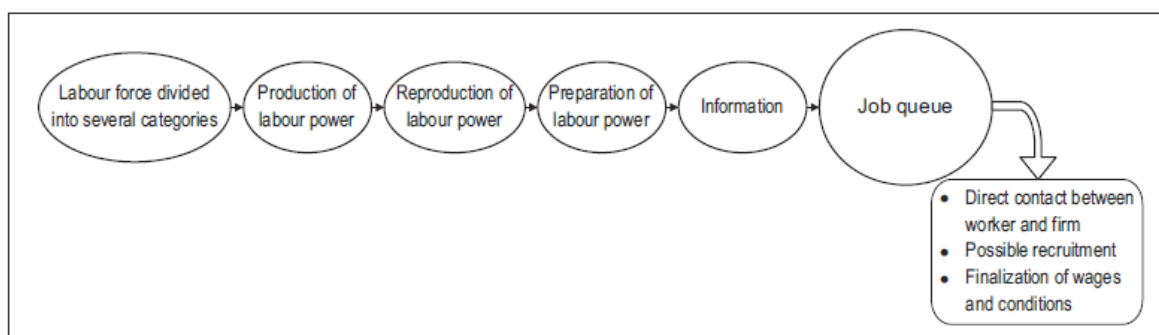 Labour force divided
into several categories
Production of
labour power
Reproduction of
labour power
Preparation of
labour power
Information
Job queue
● Direct contact between
worker and firm
● Possible recruitment
● Finalization of wages
and conditions